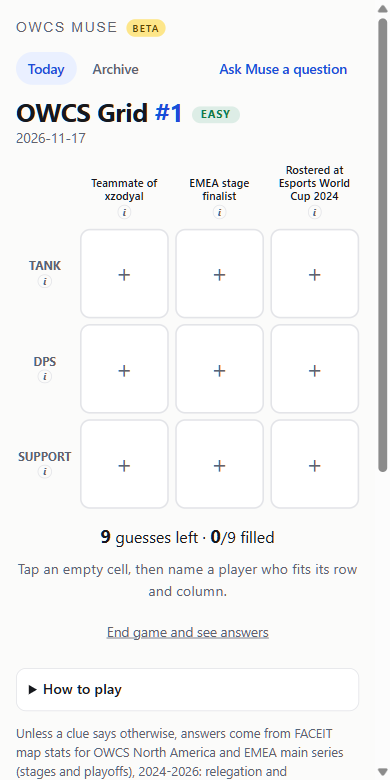 OWCS MUSE BETA
Today Archive Ask Muse a question
OWCS Grid #1 EASY
2026-11-17
Teammate of xzodyal
i
EMEA stage finalist
i
Rostered at Esports World Cup 2024
i
TANK
i
+ + +
DPS
i
+ + +
SUPPORT
i
+ + +
9 guesses left · 0/9 filled
Tap an empty cell, then name a player who fits its row
and column.
End game and see answers
▶ How to play
Unless a clue says otherwise, answers come from FACEIT
map stats for OWCS North America and EMEA main series
(stages and playoffs), 2024-2026: relegation and